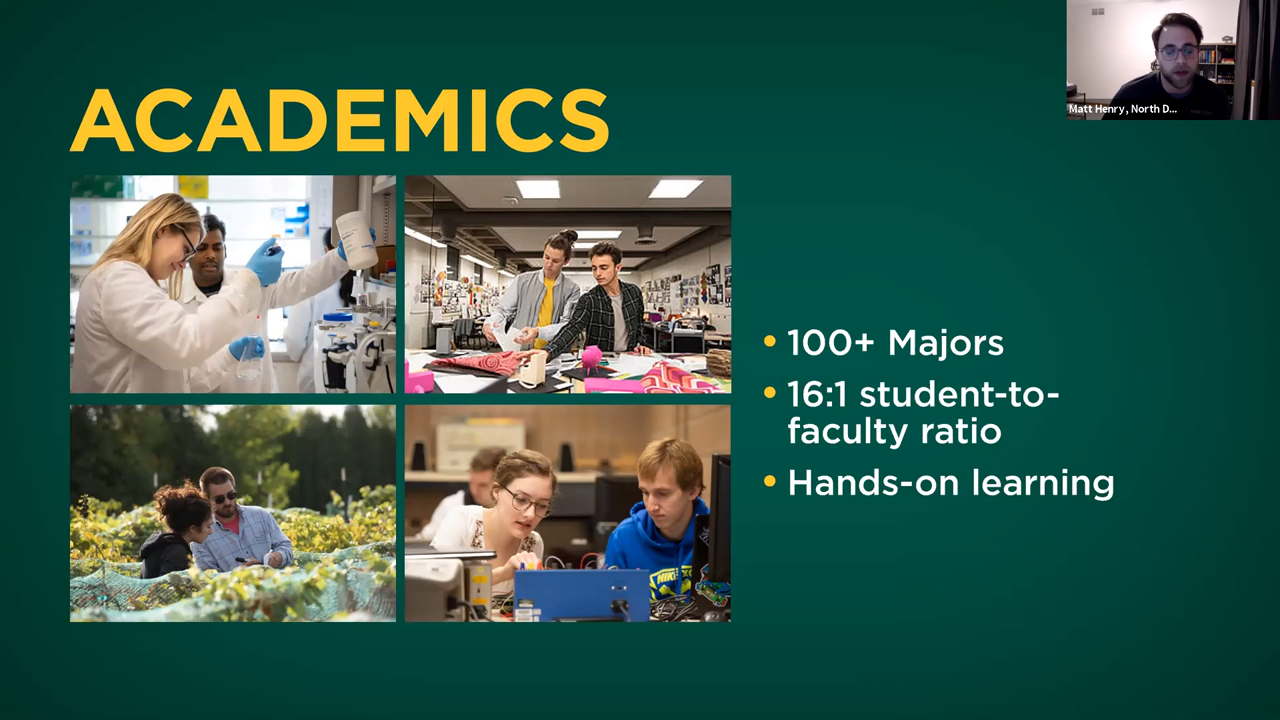 ACADEMICS
Matt Henry, North D...
• 100+ Majors
• 16:1 student-to-
faculty ratio
• Hands-on learning